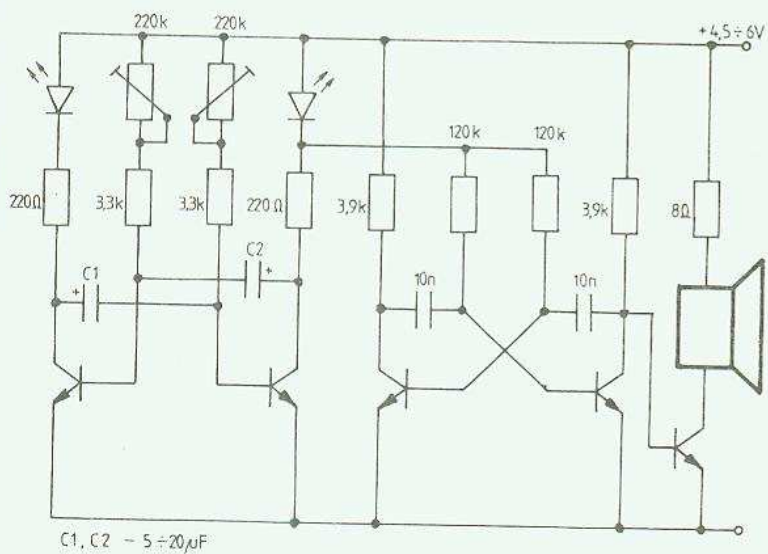 220k
220k
+4,5÷6V
120k
120k
220Ω
3,3k
3,3k
220Ω
3,9k
3,9k
8Ω
C2
+
C1
+
10n
10n
C1, C2 - 5÷20μF